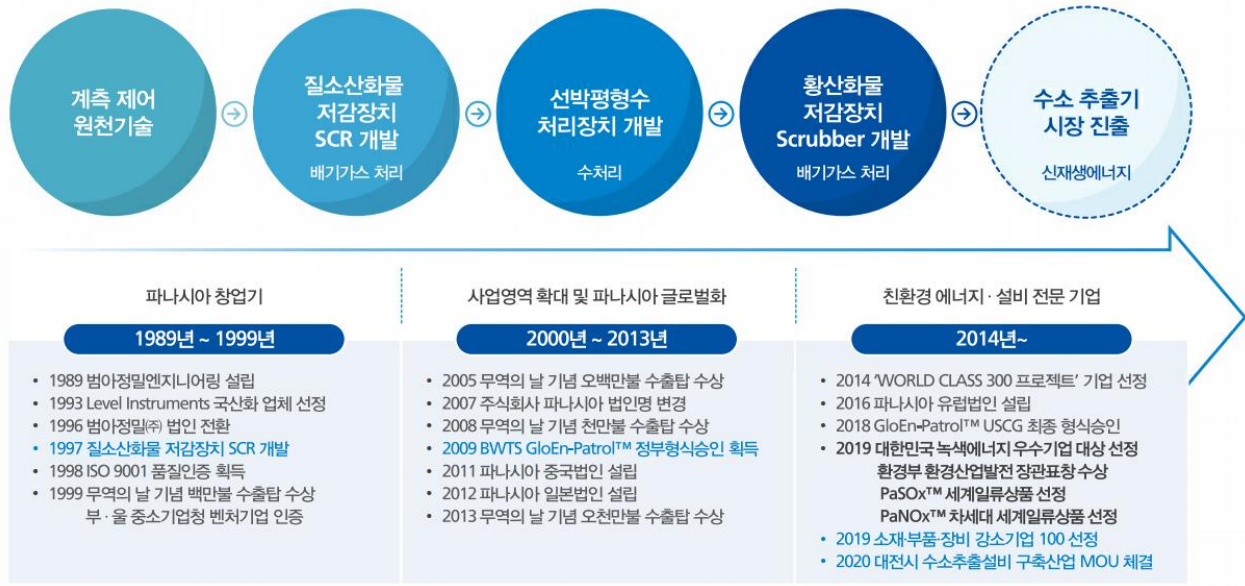 계측 제어
원천기술
질소산화물
저감장치
SCR 개발
배기가스 처리
선박평형수
처리장치 개발
수처리
황산화물
저감장치
Scrubber 개발
배기가스 처리
수소 추출기
시장 진출
신재생에너지
파나시아 창업기
1989년 ~ 1999년
• 1989 범아정밀엔지니어링 설립
• 1993 Level Instruments 국산화 업체 선정
• 1996 범아정밀㈜ 법인 전환
• 1997 질소산화물 저감장치 SCR 개발
• 1998 ISO 9001 품질인증 획득
• 1999 무역의 날 기념 백만불 수출탑 수상
부 · 울 중소기업청 벤처기업 인증
사업영역 확대 및 파나시아 글로벌화
2000년 ~ 2013년
• 2005 무역의 날 기념 오백만불 수출탑 수상
• 2007 주식회사 파나시아 법인명 변경
• 2008 무역의 날 기념 천만불 수출탑 수상
• 2009 BWTS GloEn-Patrol™ 정부형식승인 획득
• 2011 파나시아 중국법인 설립
• 2012 파나시아 일본법인 설립
• 2013 무역의 날 기념 오천만불 수출탑 수상
친환경 에너지 · 설비 전문 기업
2014년~
• 2014 ‘WORLD CLASS 300 프로젝트’ 기업 선정
• 2016 파나시아 유럽법인 설립
• 2018 GloEn-Patrol™ USCG 최종 형식승인
• 2019 대한민국 녹색에너지 우수기업 대상 선정
환경부 환경산업발전 장관표창 수상
PaSOx™ 세계일류상품 선정
PaNOx™ 차세대 세계일류상품 선정
• 2019 소재·부품·장비 강소기업 100 선정
• 2020 대전시 수소추출설비 구축산업 MOU 체결